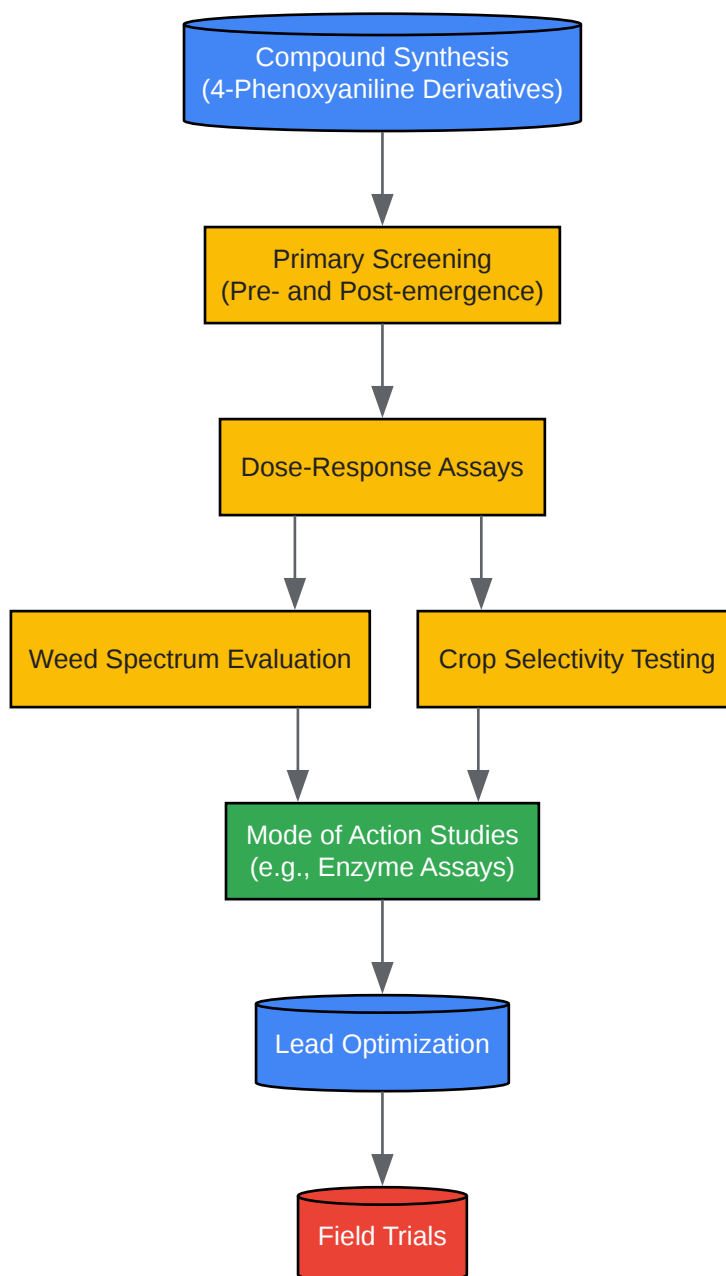 Compound Synthesis
(4-Phenoxyaniline Derivatives)
Primary Screening
(Pre- and Post-emergence)
Dose-Response Assays
Weed Spectrum Evaluation
Crop Selectivity Testing
Mode of Action Studies
(e.g., Enzyme Assays)
Lead Optimization
Field Trials